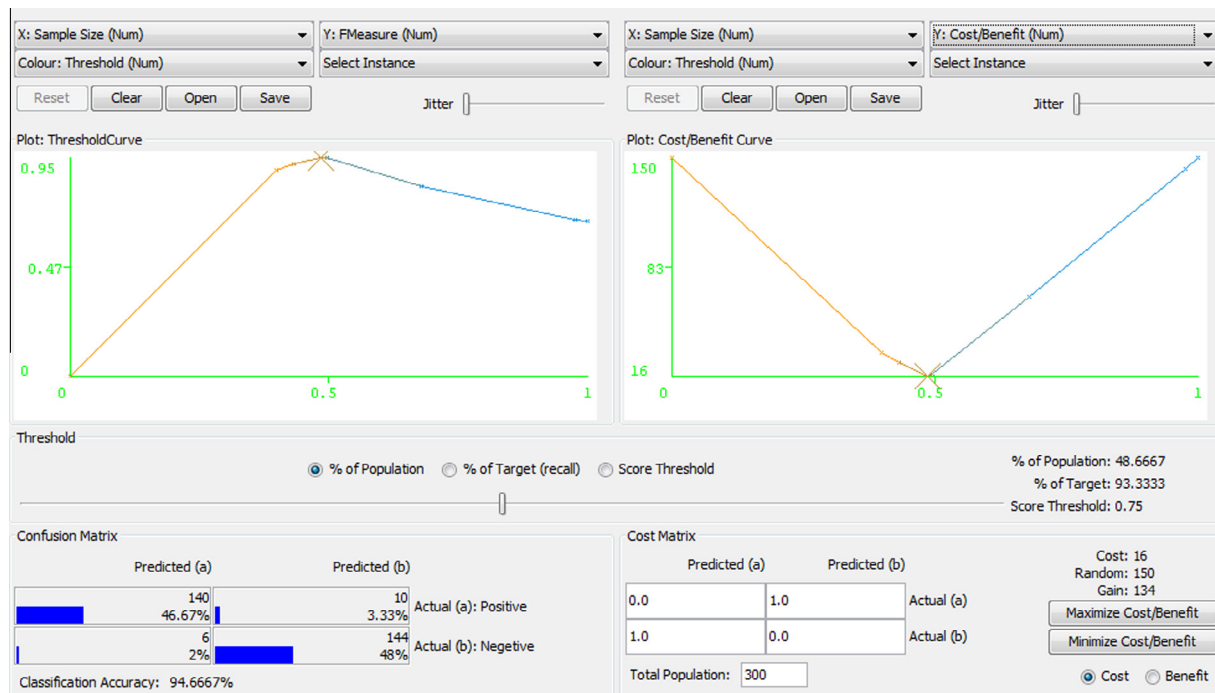 X: Sample Size (Num) Y: FMeasure (Num) X: Sample Size (Num) Y: Cost/Benefit (Num)
Colour: Threshold (Num) Select Instance Colour: Threshold (Num) Select Instance
Reset Clear Open Save Jitter Reset Clear Open Save Jitter
Plot: ThresholdCurve Plot: Cost/Benefit Curve
0.95
0.47
0
0 0.5 1
150
83
16
0 0.5 1
Threshold
% of Population % of Target (recall) Score Threshold
% of Population: 48.6667
% of Target: 93.3333
Score Threshold: 0.75
Confusion Matrix
Predicted (a) Predicted (b)
140 10
46.67% 3.33% Actual (a): Positive
6 144
2% 48% Actual (b): Negetive
Classification Accuracy: 94.6667%
Cost Matrix
Predicted (a) Predicted (b)
0.0 1.0 Actual (a)
1.0 0.0 Actual (b)
Total Population: 300
Cost: 16
Random: 150
Gain: 134
Maximize Cost/Benefit
Minimize Cost/Benefit
Cost Benefit